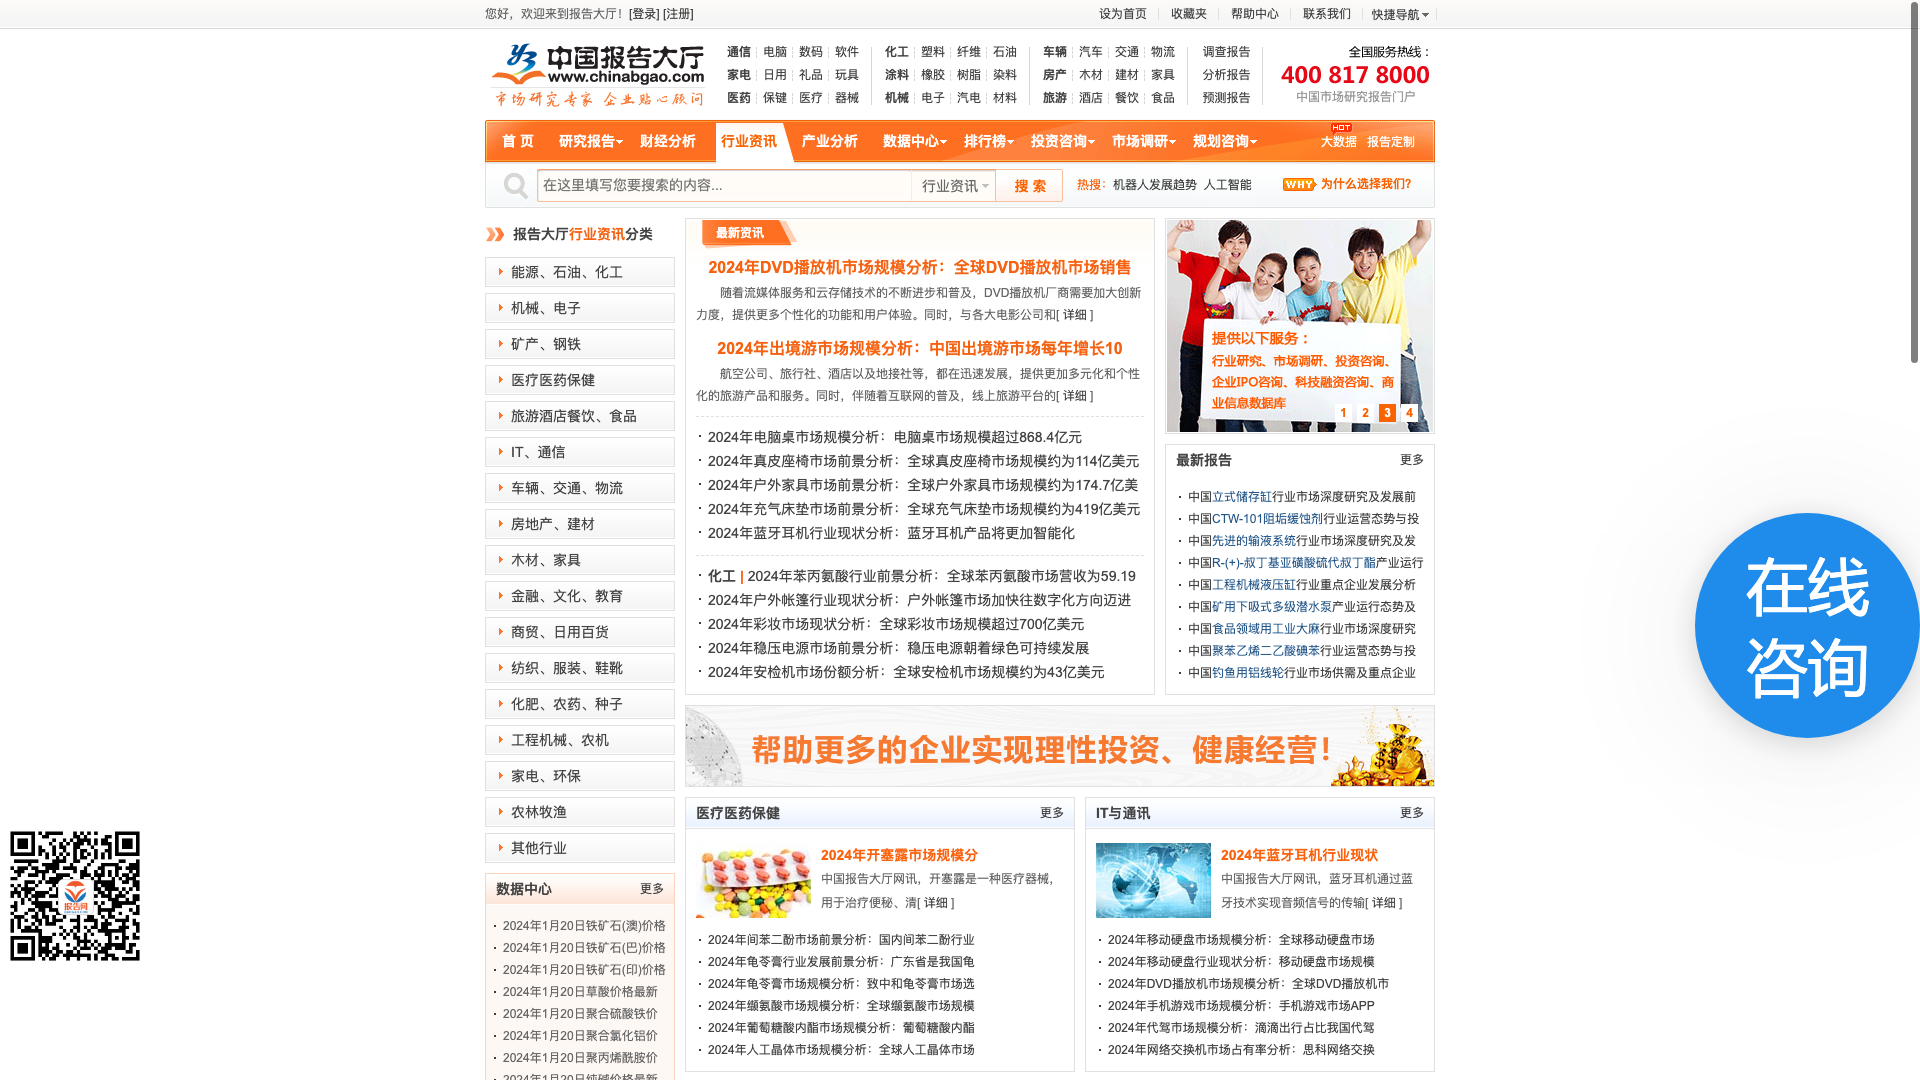 您好，欢迎来到报告大厅！[登录] [注册]
设为首页 收藏夹 帮助中心 联系我们 快捷导航
中国报告大厅
www.chinabgao.com
市场研究专家 企业贴心顾问
通信 电脑 数码 软件
家电 日用 礼品 玩具
医药 保键 医疗 器械
化工 塑料 纤维 石油
涂料 橡胶 树脂 染料
机械 电子 汽电 材料
车辆 汽车 交通 物流
房产 木材 建材 家具
旅游 酒店 餐饮 食品
调查报告
分析报告
预测报告
全国服务热线：
400 817 8000
中国市场研究报告门户
首 页 研究报告 财经分析 行业资讯 产业分析 数据中心 排行榜 投资咨询 市场调研 规划咨询 大数据 HOT 报告定制
在这里填写您要搜索的内容... 行业资讯 搜 索 热搜： 机器人发展趋势 人工智能 WHY 为什么选择我们?
报告大厅行业资讯分类
能源、石油、化工
机械、电子
矿产、钢铁
医疗医药保健
旅游酒店餐饮、食品
IT、通信
车辆、交通、物流
房地产、建材
木材、家具
金融、文化、教育
商贸、日用百货
纺织、服装、鞋靴
化肥、农药、种子
工程机械、农机
家电、环保
农林牧渔
其他行业
数据中心 更多
2024年1月20日铁矿石(澳)价格
2024年1月20日铁矿石(巴)价格
2024年1月20日铁矿石(印)价格
2024年1月20日草酸价格最新
2024年1月20日聚合硫酸铁价
2024年1月20日聚合氯化铝价
2024年1月20日聚丙烯酰胺价
2024年1月20日纯碱价格最新
最新资讯
2024年DVD播放机市场规模分析：全球DVD播放机市场销售
随着流媒体服务和云存储技术的不断进步和普及，DVD播放机厂商需要加大创新
力度，提供更多个性化的功能和用户体验。同时，与各大电影公司和[ 详细 ]
2024年出境游市场规模分析：中国出境游市场每年增长10
航空公司、旅行社、酒店以及地接社等，都在迅速发展，提供更加多元化和个性
化的旅游产品和服务。同时，伴随着互联网的普及，线上旅游平台的[ 详细 ]
2024年电脑桌市场规模分析：电脑桌市场规模超过868.4亿元
2024年真皮座椅市场前景分析：全球真皮座椅市场规模约为114亿美元
2024年户外家具市场前景分析：全球户外家具市场规模约为174.7亿美
2024年充气床垫市场前景分析：全球充气床垫市场规模约为419亿美元
2024年蓝牙耳机行业现状分析：蓝牙耳机产品将更加智能化
化工 | 2024年苯丙氨酸行业前景分析：全球苯丙氨酸市场营收为59.19
2024年户外帐篷行业现状分析：户外帐篷市场加快往数字化方向迈进
2024年彩妆市场现状分析：全球彩妆市场规模超过700亿美元
2024年稳压电源市场前景分析：稳压电源朝着绿色可持续发展
2024年安检机市场份额分析：全球安检机市场规模约为43亿美元
提供以下服务：
行业研究、市场调研、投资咨询、
企业IPO咨询、科技融资咨询、商
业信息数据库
1 2 3 4
最新报告 更多
中国立式储存缸行业市场深度研究及发展前
中国CTW-101阻垢缓蚀剂行业运营态势与投
中国先进的输液系统行业市场深度研究及发
中国R-(+)-叔丁基亚磺酸硫代叔丁酯产业运行
中国工程机械液压缸行业重点企业发展分析
中国矿用下吸式多级潜水泵产业运行态势及
中国食品领域用工业大麻行业市场深度研究
中国聚苯乙烯二乙酸碘苯行业运营态势与投
中国钓鱼用铝线轮行业市场供需及重点企业
帮助更多的企业实现理性投资、健康经营！
医疗医药保健 更多
2024年开塞露市场规模分
中国报告大厅网讯，开塞露是一种医疗器械，
用于治疗便秘、清[ 详细 ]
2024年间苯二酚市场前景分析：国内间苯二酚行业
2024年龟苓膏行业发展前景分析：广东省是我国龟
2024年龟苓膏市场规模分析：致中和龟苓膏市场选
2024年缬氨酸市场规模分析：全球缬氨酸市场规模
2024年葡萄糖酸内酯市场规模分析：葡萄糖酸内酯
2024年人工晶体市场规模分析：全球人工晶体市场
IT与通讯 更多
2024年蓝牙耳机行业现状
中国报告大厅网讯，蓝牙耳机通过蓝
牙技术实现音频信号的传输[ 详细 ]
2024年移动硬盘市场规模分析：全球移动硬盘市场
2024年移动硬盘行业现状分析：移动硬盘市场规模
2024年DVD播放机市场规模分析：全球DVD播放机市
2024年手机游戏市场规模分析：手机游戏市场APP
2024年代驾市场规模分析：滴滴出行占比我国代驾
2024年网络交换机市场占有率分析：思科网络交换
在线
咨询
报告网